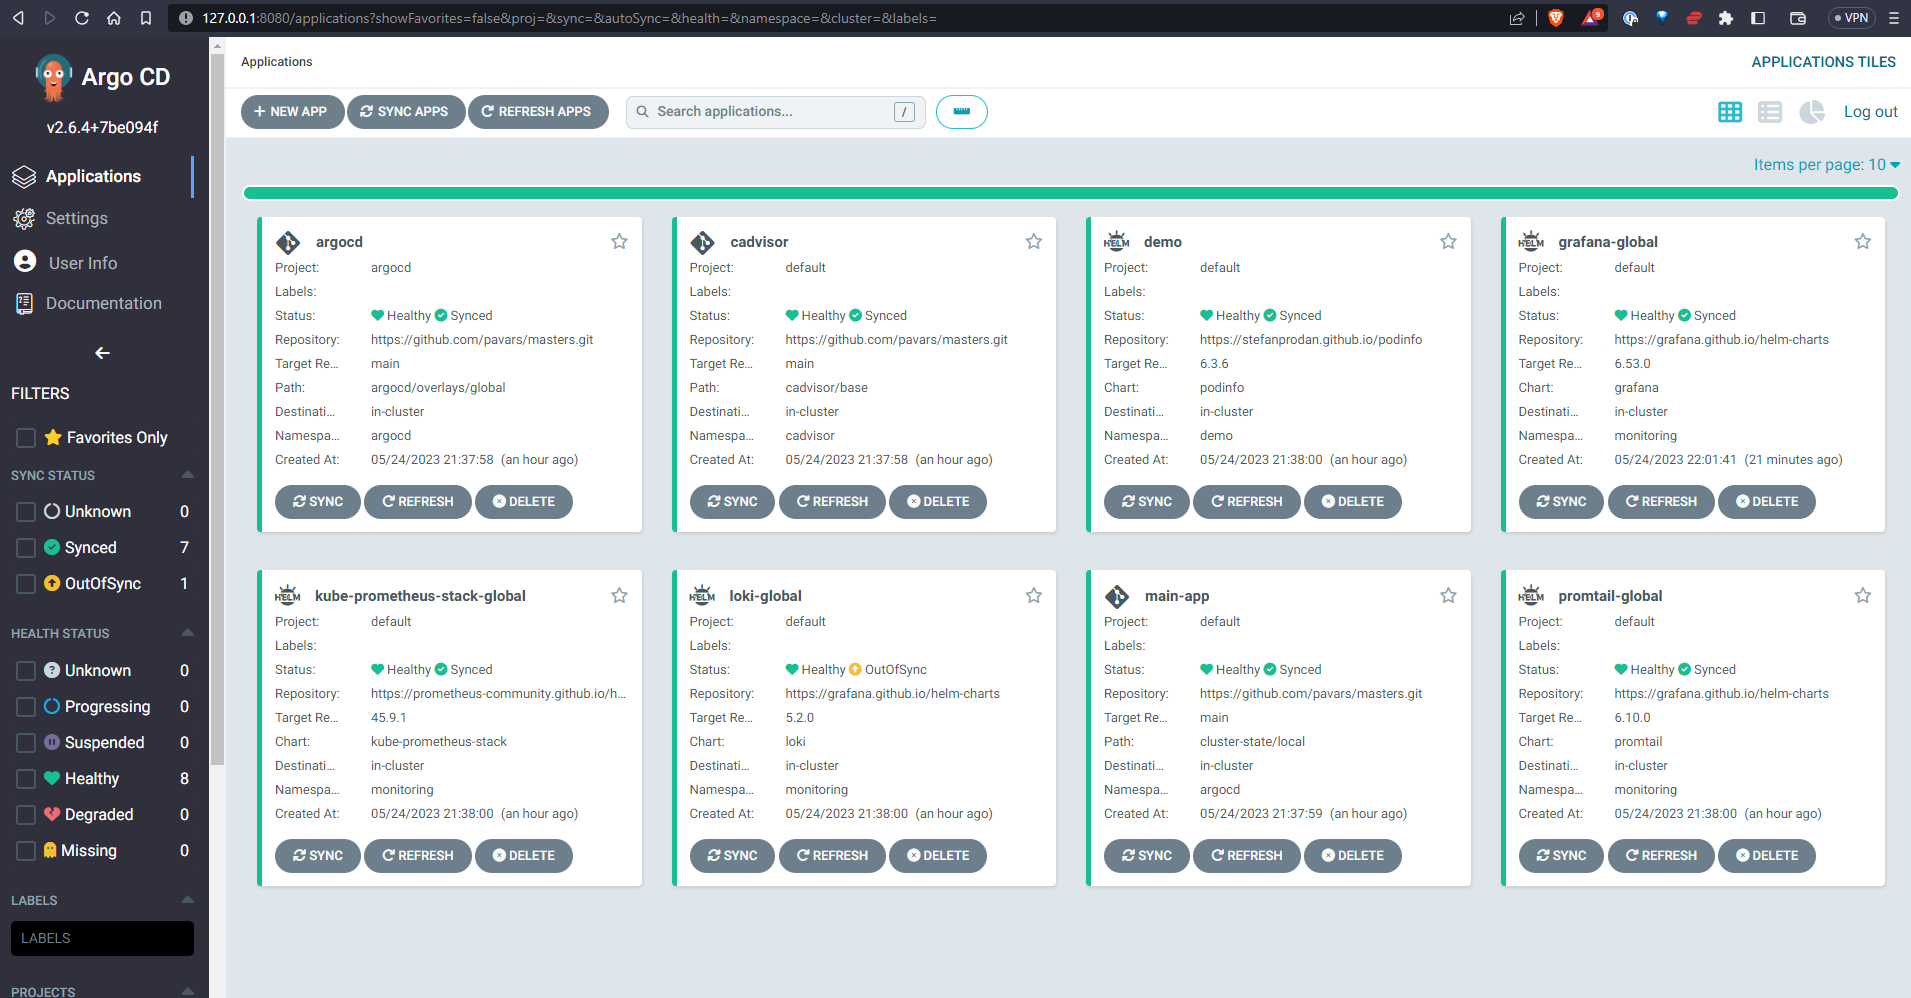 127.0.0.1:8080/applications?showFavorites=false&proj=&sync=&autoSync=&health=&namespace=&cluster=&labels=
9
VPN
Argo CD
v2.6.4+7be094f
Applications
Settings
User Info
Documentation
FILTERS
Favorites Only
SYNC STATUS
Unknown 0
Synced 7
OutOfSync 1
HEALTH STATUS
Unknown 0
Progressing 0
Suspended 0
Healthy 8
Degraded 0
Missing 0
LABELS
LABELS
PROJECTS
Applications
APPLICATIONS TILES
NEW APP
SYNC APPS
REFRESH APPS
Search applications...
/
Log out
Items per page: 10
argocd
Project: argocd
Labels:
Status: Healthy Synced
Repository: https://github.com/pavars/masters.git
Target Re... main
Path: argocd/overlays/global
Destinati... in-cluster
Namespa... argocd
Created At: 05/24/2023 21:37:58 (an hour ago)
SYNC REFRESH DELETE
cadvisor
Project: default
Labels:
Status: Healthy Synced
Repository: https://github.com/pavars/masters.git
Target Re... main
Path: cadvisor/base
Destinati... in-cluster
Namespa... cadvisor
Created At: 05/24/2023 21:37:58 (an hour ago)
SYNC REFRESH DELETE
HELM
demo
Project: default
Labels:
Status: Healthy Synced
Repository: https://stefanprodan.github.io/podinfo
Target Re... 6.3.6
Chart: podinfo
Destinati... in-cluster
Namespa... demo
Created At: 05/24/2023 21:38:00 (an hour ago)
SYNC REFRESH DELETE
HELM
grafana-global
Project: default
Labels:
Status: Healthy Synced
Repository: https://grafana.github.io/helm-charts
Target Re... 6.53.0
Chart: grafana
Destinati... in-cluster
Namespa... monitoring
Created At: 05/24/2023 22:01:41 (21 minutes ago)
SYNC REFRESH DELETE
HELM
kube-prometheus-stack-global
Project: default
Labels:
Status: Healthy Synced
Repository: https://prometheus-community.github.io/h...
Target Re... 45.9.1
Chart: kube-prometheus-stack
Destinati... in-cluster
Namespa... monitoring
Created At: 05/24/2023 21:38:00 (an hour ago)
SYNC REFRESH DELETE
HELM
loki-global
Project: default
Labels:
Status: Healthy OutOfSync
Repository: https://grafana.github.io/helm-charts
Target Re... 5.2.0
Chart: loki
Destinati... in-cluster
Namespa... monitoring
Created At: 05/24/2023 21:38:00 (an hour ago)
SYNC REFRESH DELETE
main-app
Project: default
Labels:
Status: Healthy Synced
Repository: https://github.com/pavars/masters.git
Target Re... main
Path: cluster-state/local
Destinati... in-cluster
Namespa... argocd
Created At: 05/24/2023 21:37:59 (an hour ago)
SYNC REFRESH DELETE
HELM
promtail-global
Project: default
Labels:
Status: Healthy Synced
Repository: https://grafana.github.io/helm-charts
Target Re... 6.10.0
Chart: promtail
Destinati... in-cluster
Namespa... monitoring
Created At: 05/24/2023 21:38:00 (an hour ago)
SYNC REFRESH DELETE